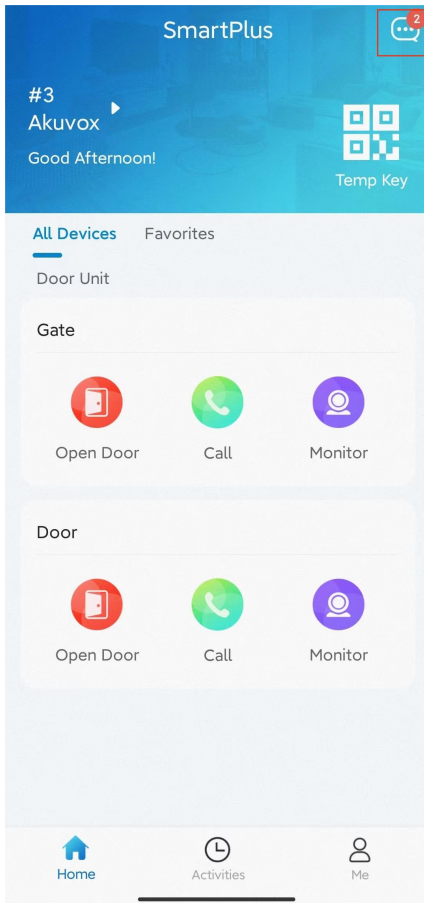 SmartPlus
2
#3
Akuvox
Good Afternoon!
Temp Key
All Devices Favorites
Door Unit
Gate
Open Door Call Monitor
Door
Open Door Call Monitor
Home Activities Me